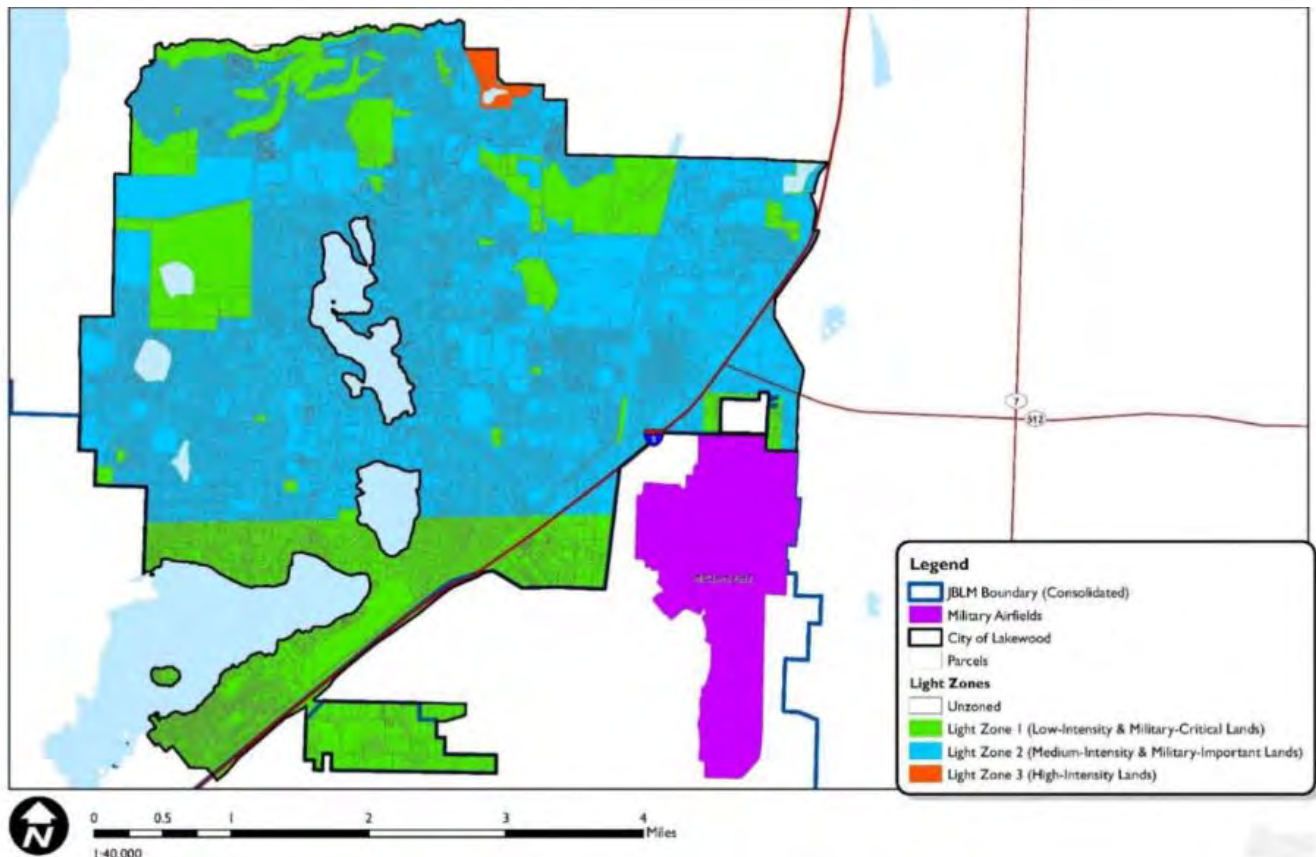 7
512
5
McChord Field
Legend
JBLM Boundary (Consolidated)
Military Airfields
City of Lakewood
Parcels
Light Zones
Unzoned
Light Zone 1 (Low-Intensity & Military-Critical Lands)
Light Zone 2 (Medium-Intensity & Military-Important Lands)
Light Zone 3 (High-Intensity Lands)
N
0 0.5 1 2 3 4
Miles
1:40,000